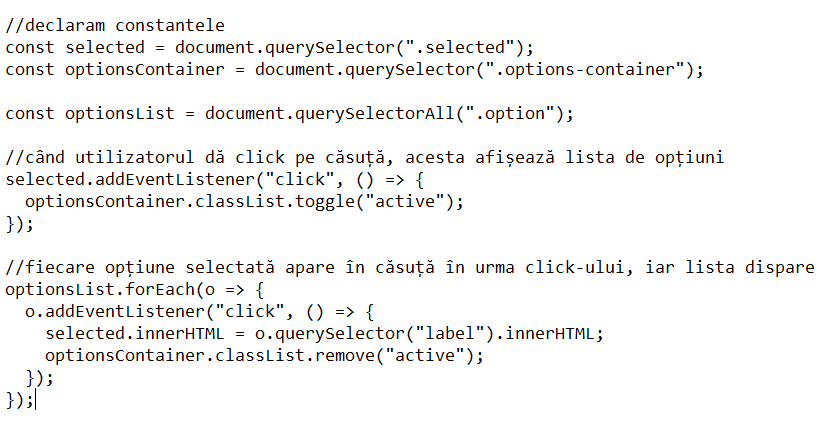 //declaram constantele
const selected = document.querySelector(".selected");
const optionsContainer = document.querySelector(".options-container");

const optionsList = document.querySelectorAll(".option");

//când utilizatorul dă click pe căsuță, acesta afișează lista de opțiuni
selected.addEventListener("click", () => {
  optionsContainer.classList.toggle("active");
});

//fiecare opțiune selectată apare în căsuță în urma click-ului, iar lista dispare
optionsList.forEach(o => {
  o.addEventListener("click", () => {
    selected.innerHTML = o.querySelector("label").innerHTML;
    optionsContainer.classList.remove("active");
  });
});